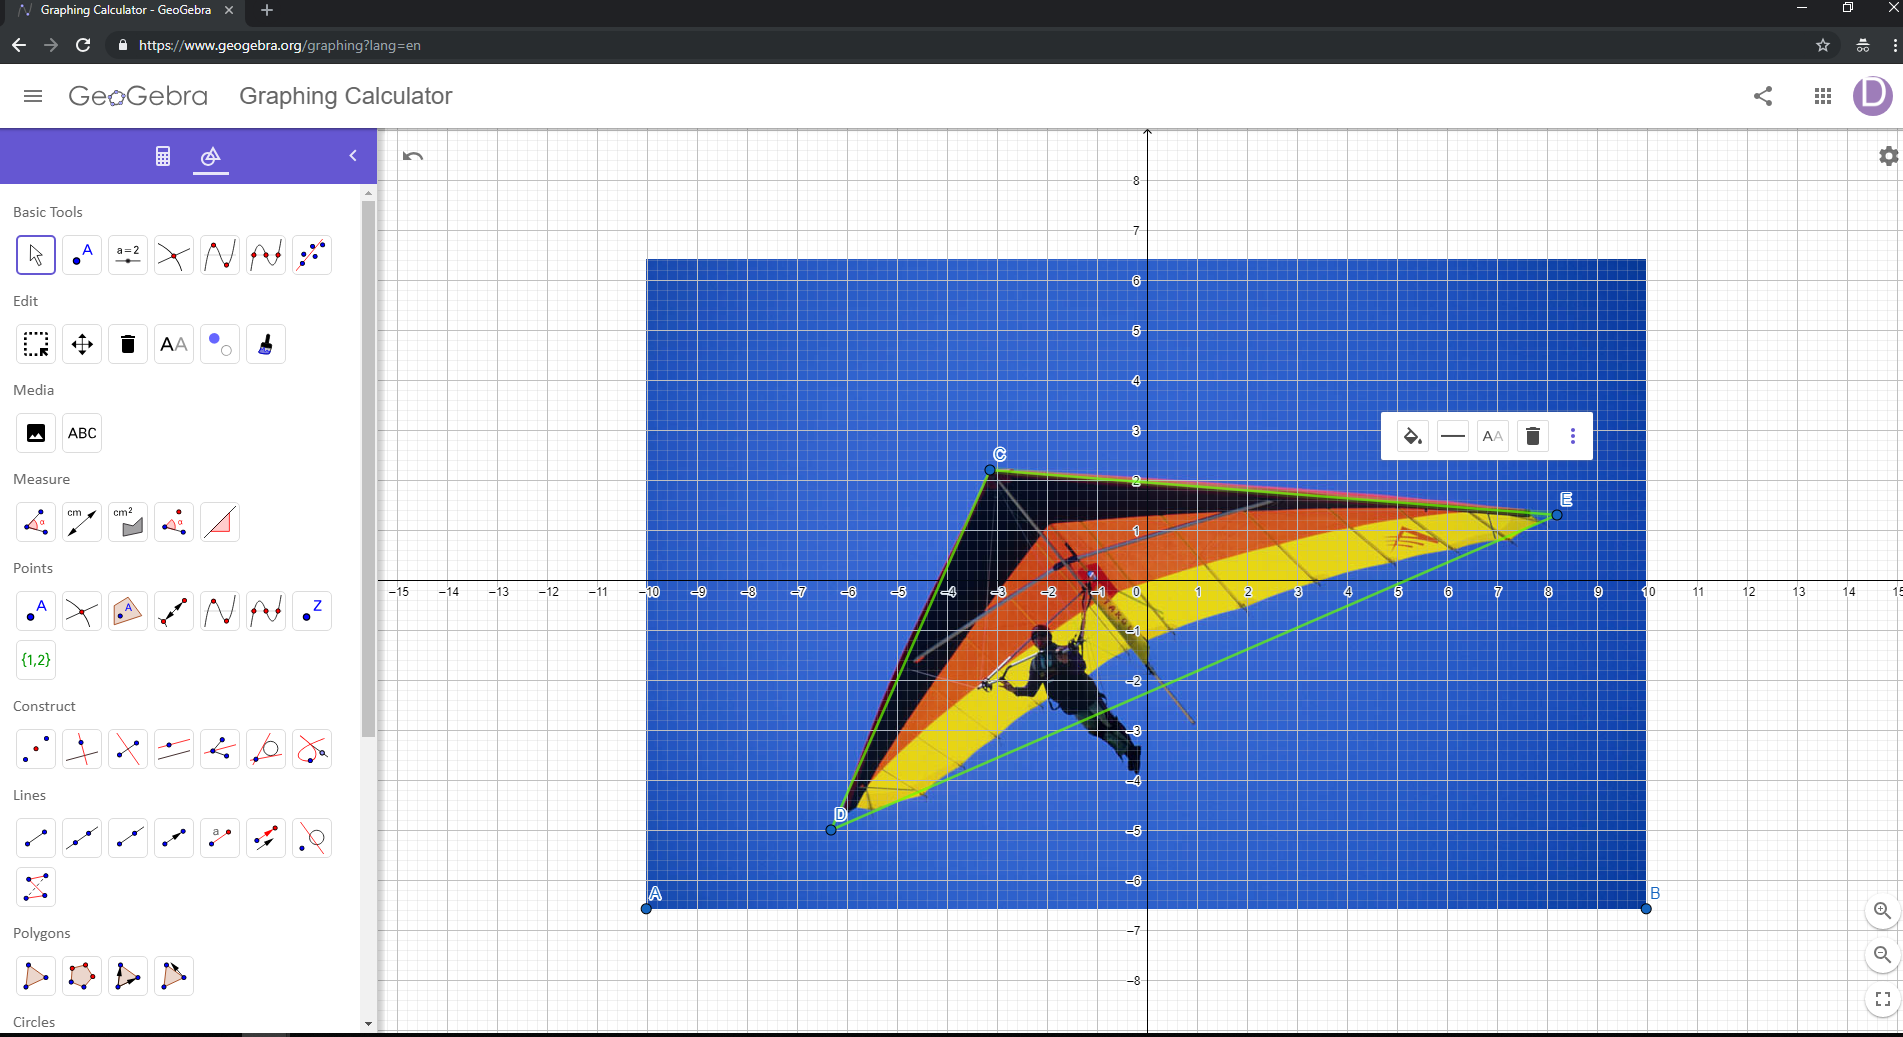 Graphing Calculator - GeoGebra
https://www.geogebra.org/graphing?lang=en
GeoGebra Graphing Calculator
D
Basic Tools
A a=2
Edit
AA
Media
ABC
Measure
α cm cm² α
Points
A A Z
{1,2}
Construct
Lines
a
Polygons
Circles
8
7
6
5
4
3
2
1
-15 -14 -13 -12 -11 -10 -9 -8 -7 -6 -5 -4 -3 -2 -1 0 1 2 3 4 5 6 7 8 9 10 11 12 13 14 15
-1
-2
-3
-4
-5
-6
-7
-8
AA
C
E
D
A
B